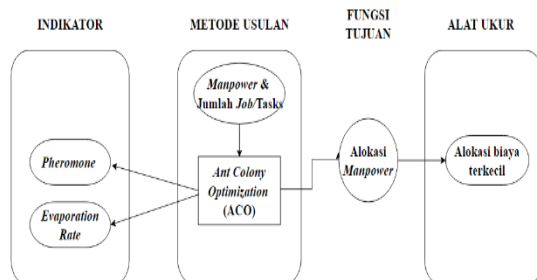 INDIKATOR
METODE USULAN
FUNGSI
TUJUAN
ALAT UKUR
Manpower &
Jumlah Job/Tasks
Pheromone
Evaporation
Rate
Ant Colony
Optimization
(ACO)
Alokasi
Manpower
Alokasi biaya
terkecil